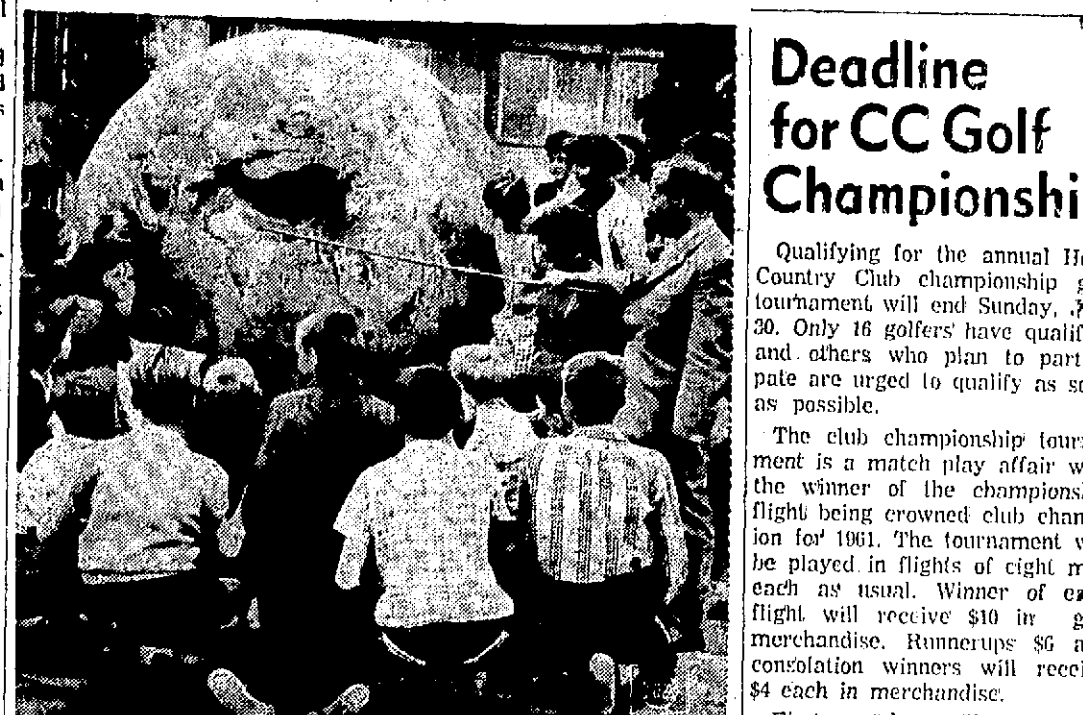 Deadline
for CC Golf
Championshi
Qualifying for the annual
Country Club championship
tournament will end Sunday,
30. Only 16 golfers have qualif
and others who plan to part
pate are urged to qualify as so
as possible.
The club championship tour
ment is a match play affair w
the winner of the champions
flight being crowned club cham
ion for 1961. The tournament
be played in flights of eight m
each as usual. Winner of
flight will receive $10 in g
merchandise. Runnerups $6 a
consolation winners will recei
$4 each in merchandise.